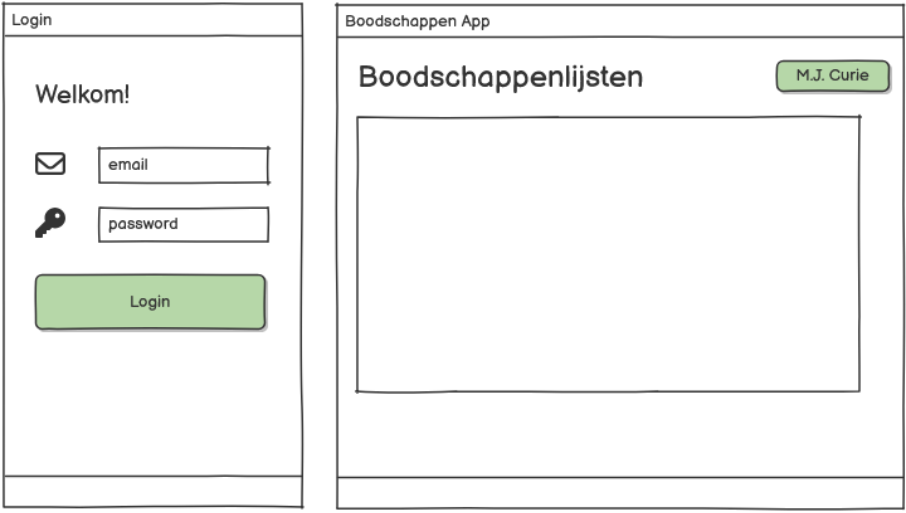 Login
Welkom!
email
password
Login
Boodschappen App
Boodschappenlijsten
M.J. Curie